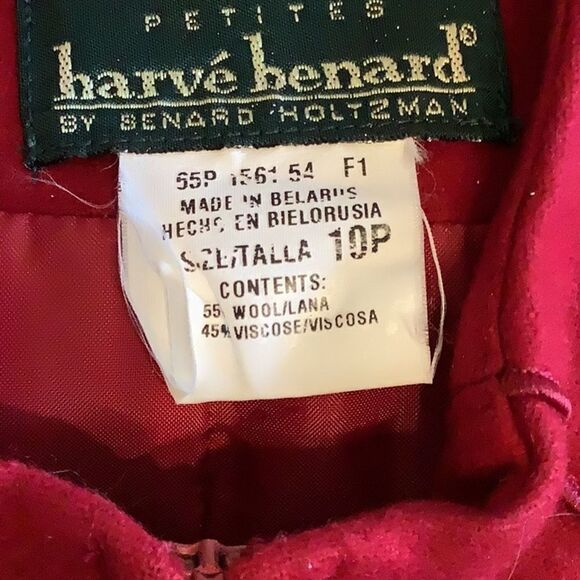 PETITES
harvé benard®
BY BENARD HOLTZMAN
65P 1561 54 F1
MADE IN BELARUS
HECHO EN BIELORUSIA
SIZE/TALLA 10P
CONTENTS:
55% WOOL/LANA
45% VISCOSE/VISCOSA